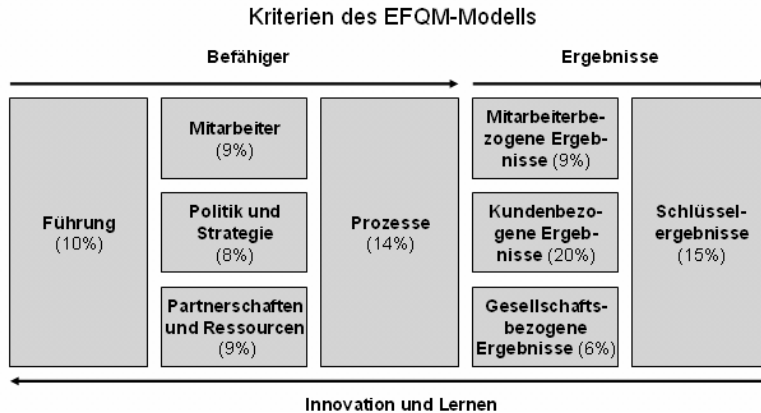 Kriterien des EFQM-Modells
Befähiger
Ergebnisse
Führung
(10%)
Mitarbeiter
(9%)
Politik und
Strategie
(8%)
Partnerschaften
und Ressourcen
(9%)
Prozesse
(14%)
Mitarbeiterbe-
zogene Ergeb-
nisse (9%)
Kundenbezo-
gene Ergeb-
nisse (20%)
Gesellschafts-
bezogene
Ergebnisse (6%)
Schlüssel-
ergebnisse
(15%)
Innovation und Lernen